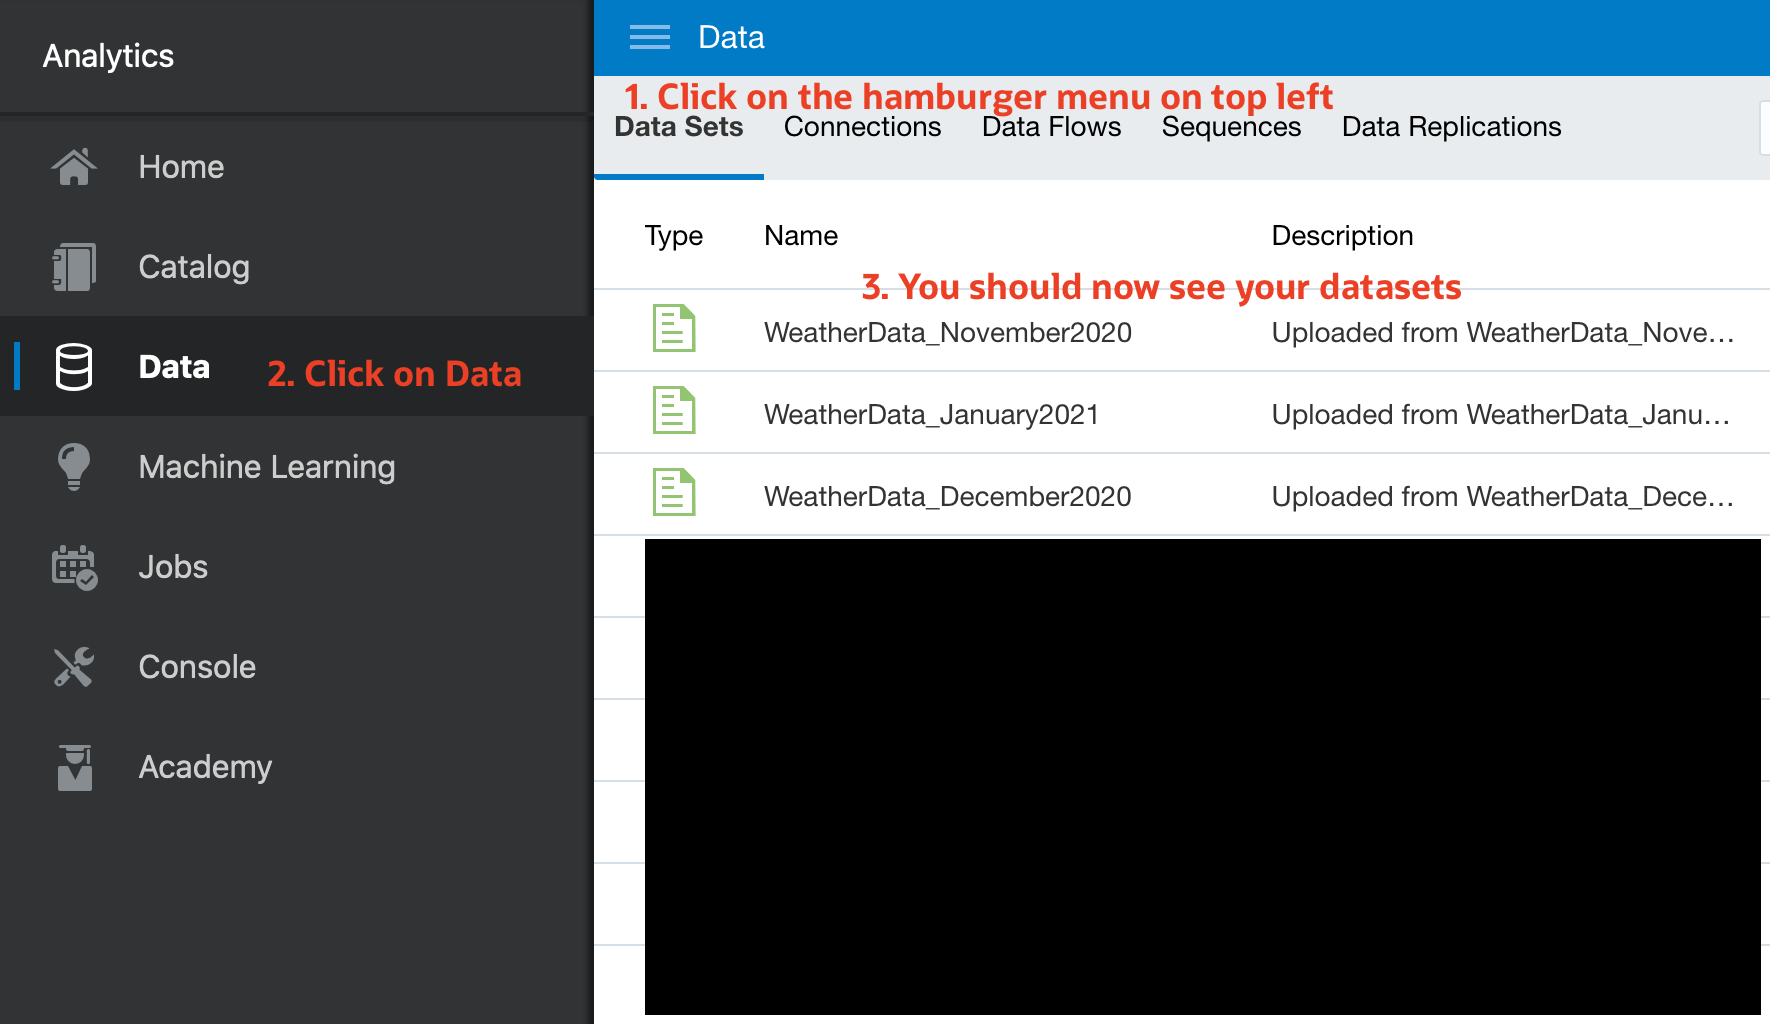 Analytics
Home
Catalog
Data
2. Click on Data
Machine Learning
Jobs
Console
Academy
Data
1. Click on the hamburger menu on top left
Data Sets Connections Data Flows Sequences Data Replications
Type Name Description
3. You should now see your datasets
WeatherData_November2020 Uploaded from WeatherData_Nove...
WeatherData_January2021 Uploaded from WeatherData_Janu...
WeatherData_December2020 Uploaded from WeatherData_Dece...